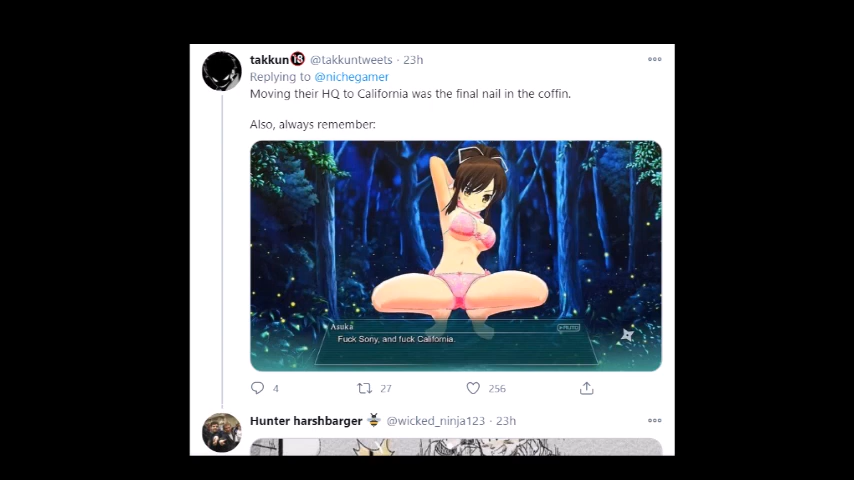 takkun🔞 @takkuntweets · 23h
Replying to @nichegamer
Moving their HQ to California was the final nail in the coffin.
Also, always remember:
Asuka
AUTO
Fuck Sony, and fuck California.
4 27 256
Hunter harshbarger 🐝 @wicked_ninja123 · 23h